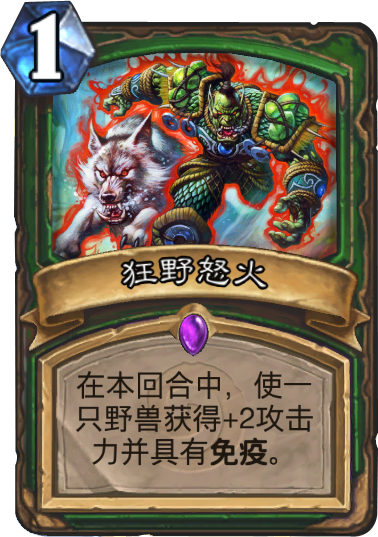 1
狂野怒火
在本回合中，使一
只野兽获得+2攻击
力并具有免疫。